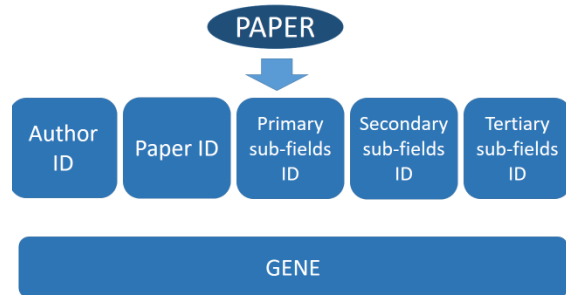 PAPER
Author
ID
Paper ID
Primary
sub-fields
ID
Secondary
sub-fields
ID
Tertiary
sub-fields
ID
GENE